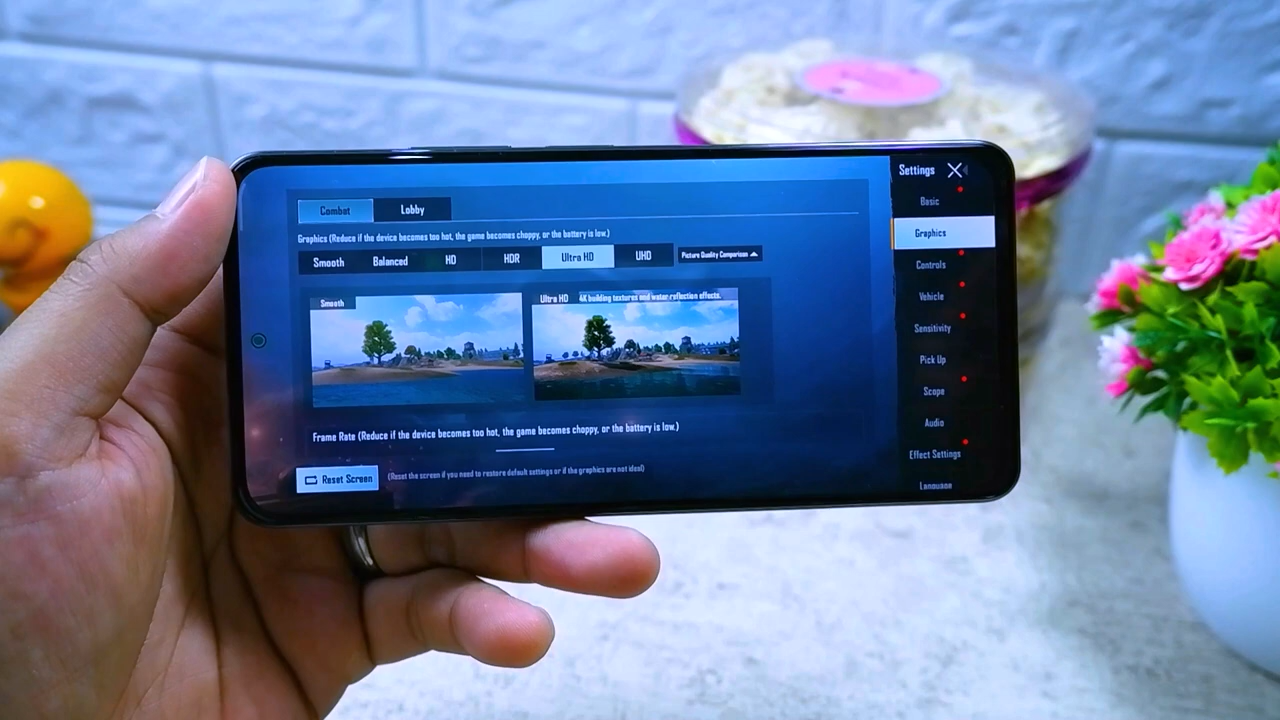 Settings X
Combat Lobby
Graphics (Reduce if the device becomes too hot, the game becomes choppy, or the battery is low.)
Smooth Balanced HD HDR Ultra HD UHD Picture Quality Comparison
Smooth
Ultra HD 4K building textures and water reflection effects.
Frame Rate (Reduce if the device becomes too hot, the game becomes choppy, or the battery is low.)
Reset Screen (Reset the screen if you need to restore default settings or if the graphics are not ideal)
Basic
Graphics
Controls
Vehicle
Sensitivity
Pick Up
Scope
Audio
Effect Settings
Language